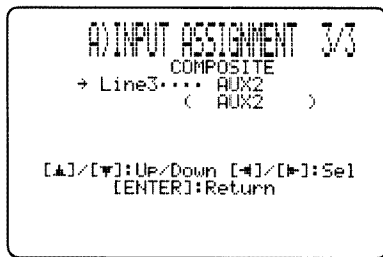 A)INPUT ASSIGNMENT 3/3
COMPOSITE
→ Line3···· AUX2
( AUX2 )
[▲]/[▼]:Up/Down [◄]/[►]:Sel
[ENTER]:Return